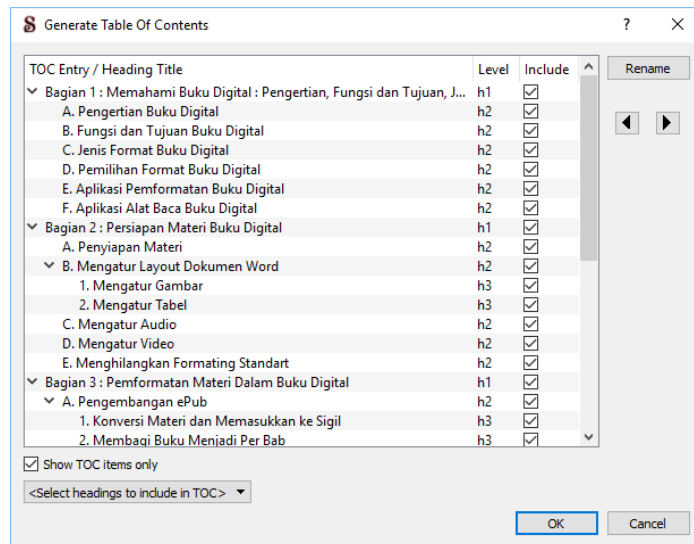 Generate Table Of Contents ?
TOC Entry / Heading Title Level Include
Rename
Bagian 1 : Memahami Buku Digital : Pengertian, Fungsi dan Tujuan, J... h1
A. Pengertian Buku Digital h2
B. Fungsi dan Tujuan Buku Digital h2
C. Jenis Format Buku Digital h2
D. Pemilihan Format Buku Digital h2
E. Aplikasi Pemformatan Buku Digital h2
F. Aplikasi Alat Baca Buku Digital h2
Bagian 2 : Persiapan Materi Buku Digital h1
A. Penyiapan Materi h2
B. Mengatur Layout Dokumen Word h2
1. Mengatur Gambar h3
2. Mengatur Tabel h3
C. Mengatur Audio h2
D. Mengatur Video h2
E. Menghilangkan Formating Standart h2
Bagian 3 : Pemformatan Materi Dalam Buku Digital h1
A. Pengembangan ePub h2
1. Konversi Materi dan Memasukkan ke Sigil h3
2. Membagi Buku Menjadi Per Bab h3
Show TOC items only
<Select headings to include in TOC>
OK Cancel